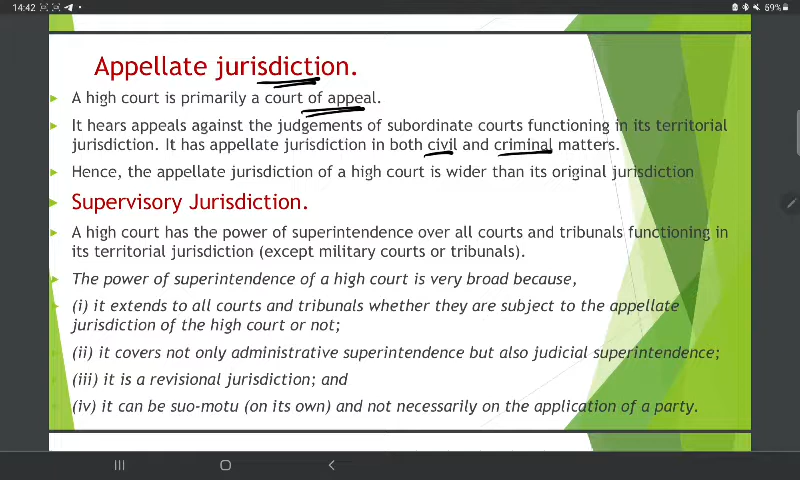 14:42
69%
Appellate jurisdiction.
A high court is primarily a court of appeal.
It hears appeals against the judgements of subordinate courts functioning in its territorial
jurisdiction. It has appellate jurisdiction in both civil and criminal matters.
Hence, the appellate jurisdiction of a high court is wider than its original jurisdiction
Supervisory Jurisdiction.
A high court has the power of superintendence over all courts and tribunals functioning in
its territorial jurisdiction (except military courts or tribunals).
The power of superintendence of a high court is very broad because,
(i) it extends to all courts and tribunals whether they are subject to the appellate
jurisdiction of the high court or not;
(ii) it covers not only administrative superintendence but also judicial superintendence;
(iii) it is a revisional jurisdiction; and
(iv) it can be suo-motu (on its own) and not necessarily on the application of a party.